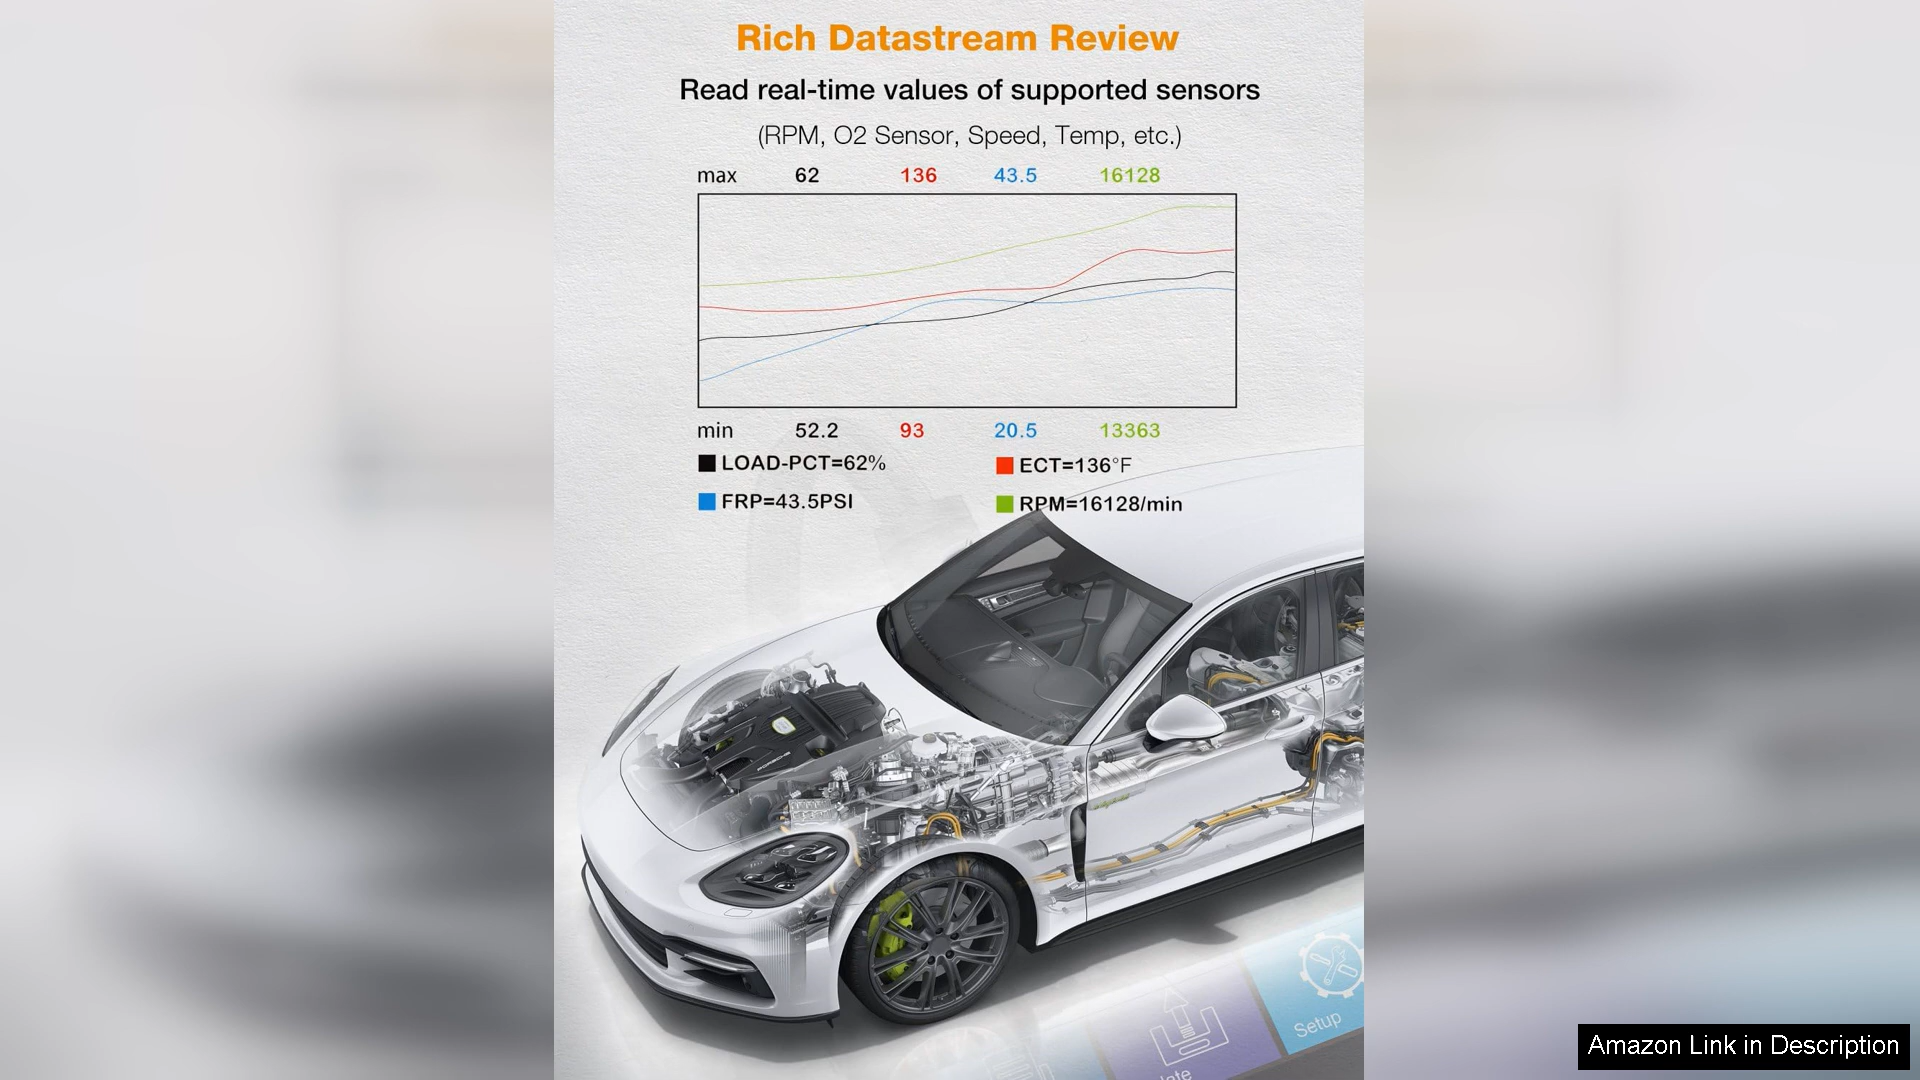 Rich Datastream Review
Read real-time values of supported sensors
(RPM, O2 Sensor, Speed, Temp, etc.)
max 62 136 43.5 16128
min 52.2 93 20.5 13363
LOAD-PCT=62% ECT=136°F
FRP=43.5PSI RPM=16128/min
PORSCHE
Setup
Amazon Link in Description